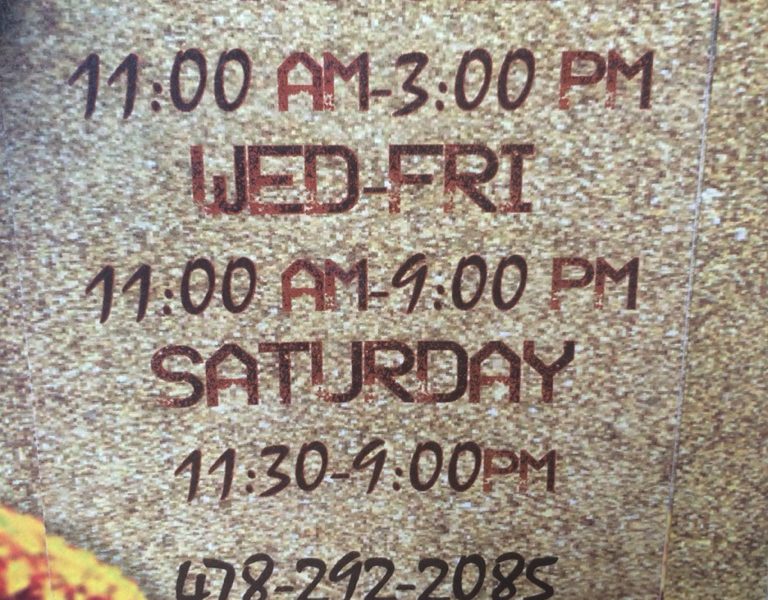 11:00 AM-3:00 PM
WED-FRI
11:00 AM-9:00 PM
SATURDAY
11:30-9:00PM
478-292-2085